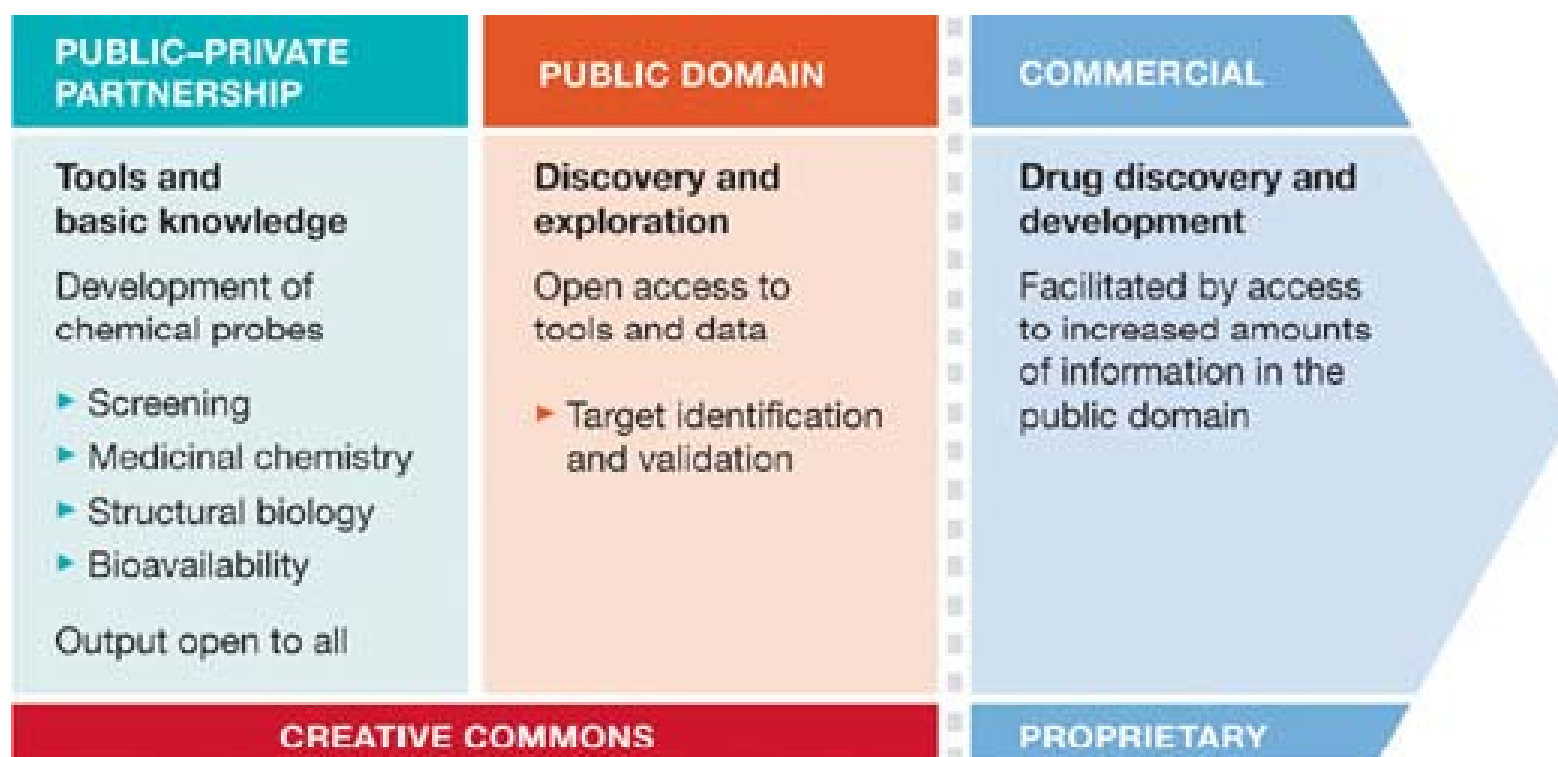 PUBLIC–PRIVATE
PARTNERSHIP
Tools and
basic knowledge
Development of
chemical probes
► Screening
► Medicinal chemistry
► Structural biology
► Bioavailability
Output open to all
PUBLIC DOMAIN
Discovery and
exploration
Open access to
tools and data
► Target identification
and validation
CREATIVE COMMONS
COMMERCIAL
Drug discovery and
development
Facilitated by access
to increased amounts
of information in the
public domain
PROPRIETARY